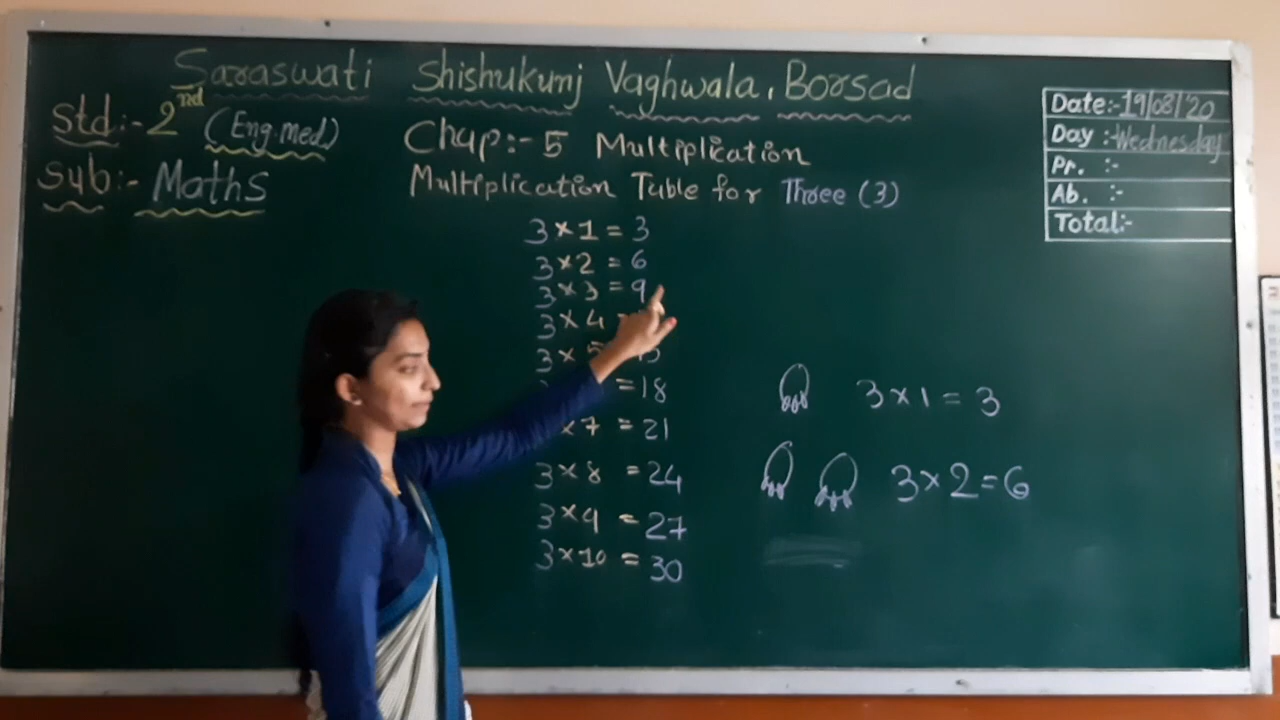 Saraswati Shishukunj Vaghwala, Borsad
Std:- 2nd (Eng.med)
Sub:- Maths
Chap:- 5 Multiplication
Multiplication Table for Three (3)
Date:- 19/08/20
Day :- Wednesday
Pr. :-
Ab. :-
Total:-
3 × 1 = 3
3 × 2 = 6
3 × 3 = 9
3 × 4
3 ×
= 18
× 7 = 21
3 × 8 = 24
3 × 9 = 27
3 × 10 = 30
3 × 1 = 3
3 × 2 = 6